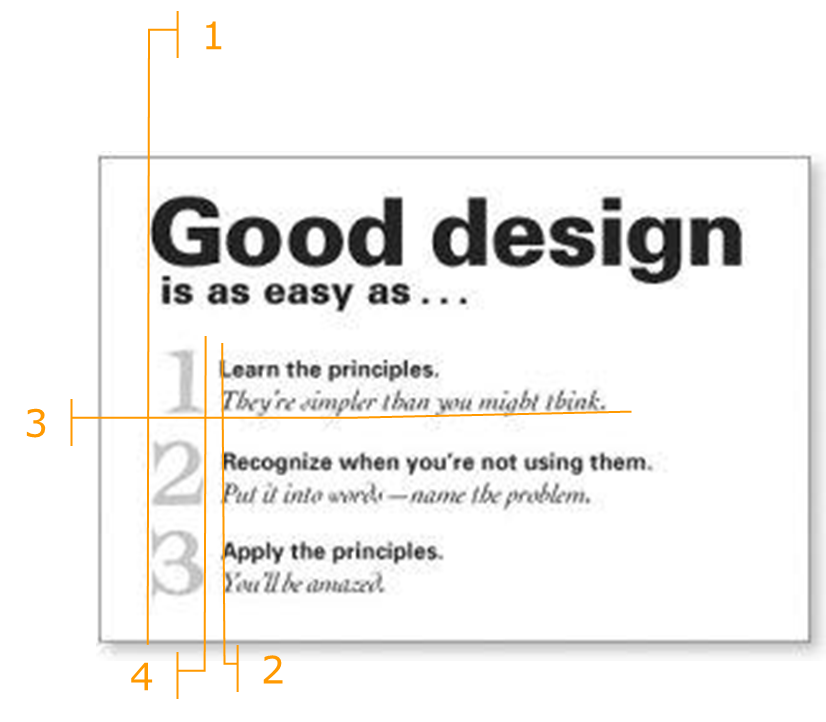 1
Good design
is as easy as...
1 Learn the principles.
They're simpler than you might think.
3
2 Recognize when you're not using them.
Put it into words—name the problem.
3 Apply the principles.
You'll be amazed.
4
2